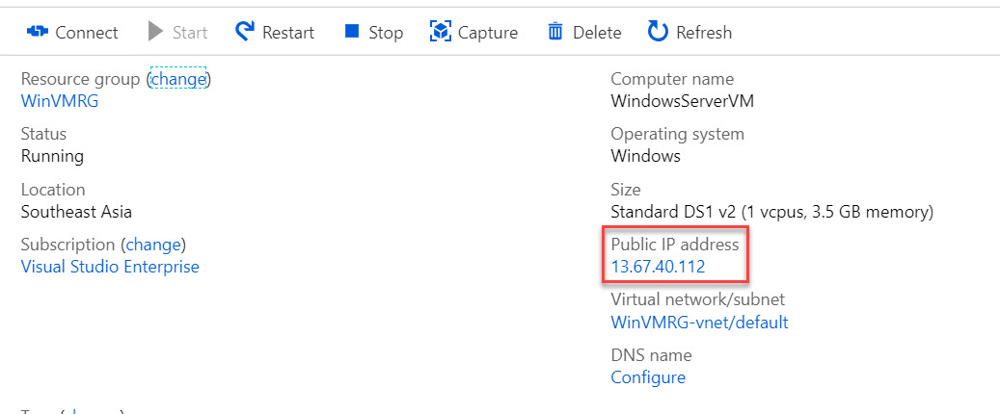 Connect Start Restart Stop Capture Delete Refresh
Resource group (change)
WinVMRG
Status
Running
Location
Southeast Asia
Subscription (change)
Visual Studio Enterprise
Computer name
WindowsServerVM
Operating system
Windows
Size
Standard DS1 v2 (1 vcpus, 3.5 GB memory)
Public IP address
13.67.40.112
Virtual network/subnet
WinVMRG-vnet/default
DNS name
Configure